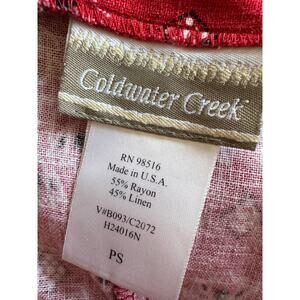 Coldwater Creek
RN 98516
Made in U.S.A.
55% Rayon
45% Linen
V#B093/C2072
H24016N
PS